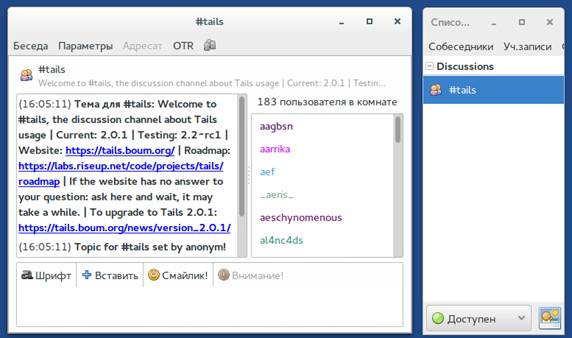 #tails
Беседа Параметры Адресат OTR
#tails
Welcome to #tails, the discussion channel about Tails usage | Current: 2.0.1 | Testin...
(16:05:11) Тема для #tails: Welcome to
#tails, the discussion channel about Tails
usage | Current: 2.0.1 | Testing: 2.2~rc1 |
Website: https://tails.boum.org/ | Roadmap:
https://labs.riseup.net/code/projects/tails/
roadmap | If the website has no answer to
your question: ask here and wait, it may
take a while. | To upgrade to Tails 2.0.1:
https://tails.boum.org/news/version_2.0.1/
(16:05:11) Topic for #tails set by anonym!
183 пользователя в комнате
aagbsn
aarrika
aef
_aeris_
aeschynomenous
al4nc4ds
Шрифт Вставить Смайлик! Внимание!
Списо...
Собеседники Уч.записи
Discussions
#tails
Доступен